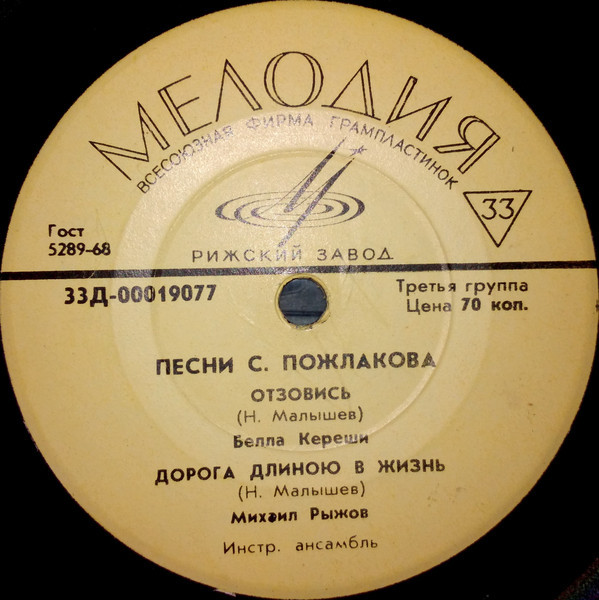 МЕЛОДИЯ
ВСЕСОЮЗНАЯ ФИРМА ГРАМПЛАСТИНОК
33
Гост
5289-68
РИЖСКИЙ ЗАВОД
33Д-00019077
Третья группа
Цена 70 коп.
ПЕСНИ С. ПОЖЛАКОВА
ОТЗОВИСЬ
(Н. Малышев)
Белла Кереши
ДОРОГА ДЛИНОЮ В ЖИЗНЬ
(Н. Малышев)
Михаил Рыжов
Инстр. ансамбль